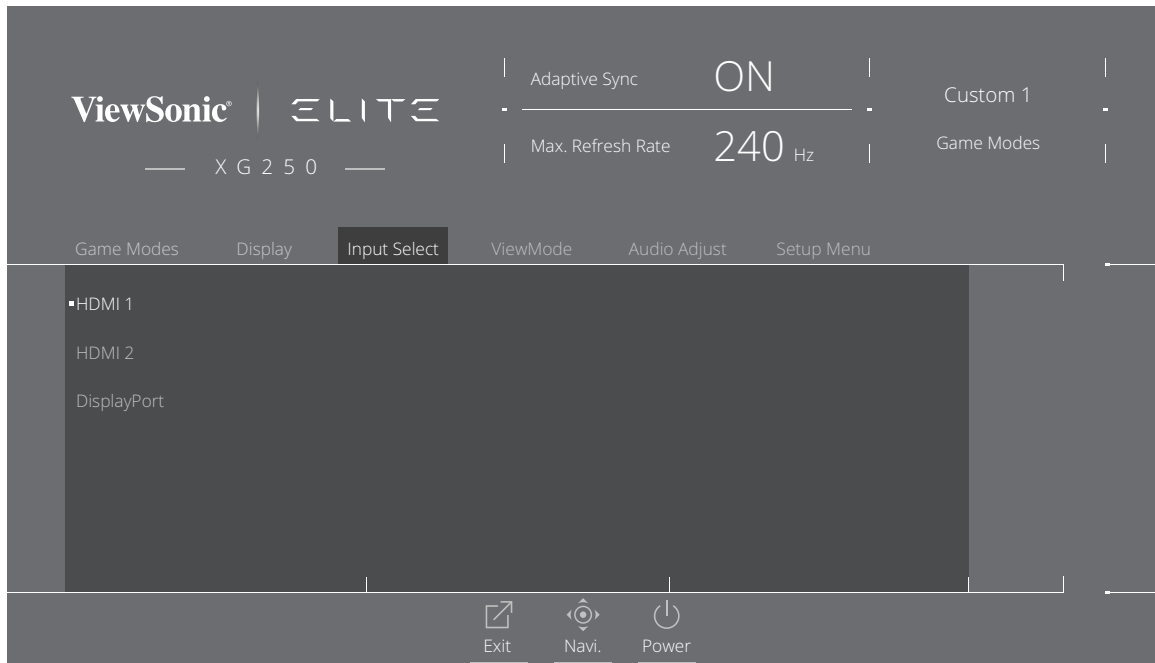 ViewSonic® ELITE
XG250
Adaptive Sync ON
Max. Refresh Rate 240 Hz
Custom 1
Game Modes
Game Modes Display Input Select ViewMode Audio Adjust Setup Menu
HDMI 1
HDMI 2
DisplayPort
Exit Navi. Power